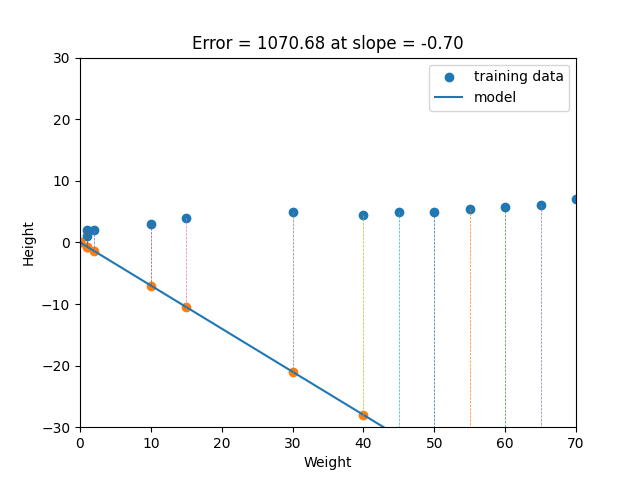 Error = 1070.68 at slope = -0.70
training data
model
30
20
10
0
−10
−20
−30
Height
0 10 20 30 40 50 60 70
Weight